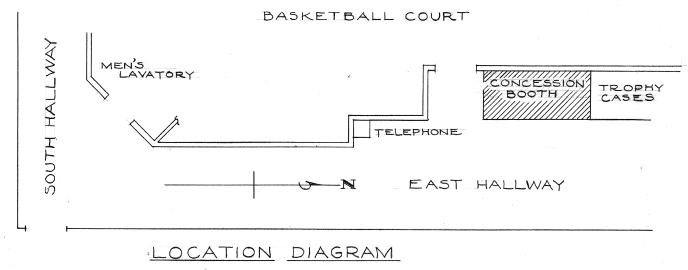 BASKETBALL COURT
SOUTH HALLWAY
MEN'S
LAVATORY
CONCESSION
BOOTH
TROPHY
CASES
TELEPHONE
N
EAST HALLWAY
LOCATION DIAGRAM